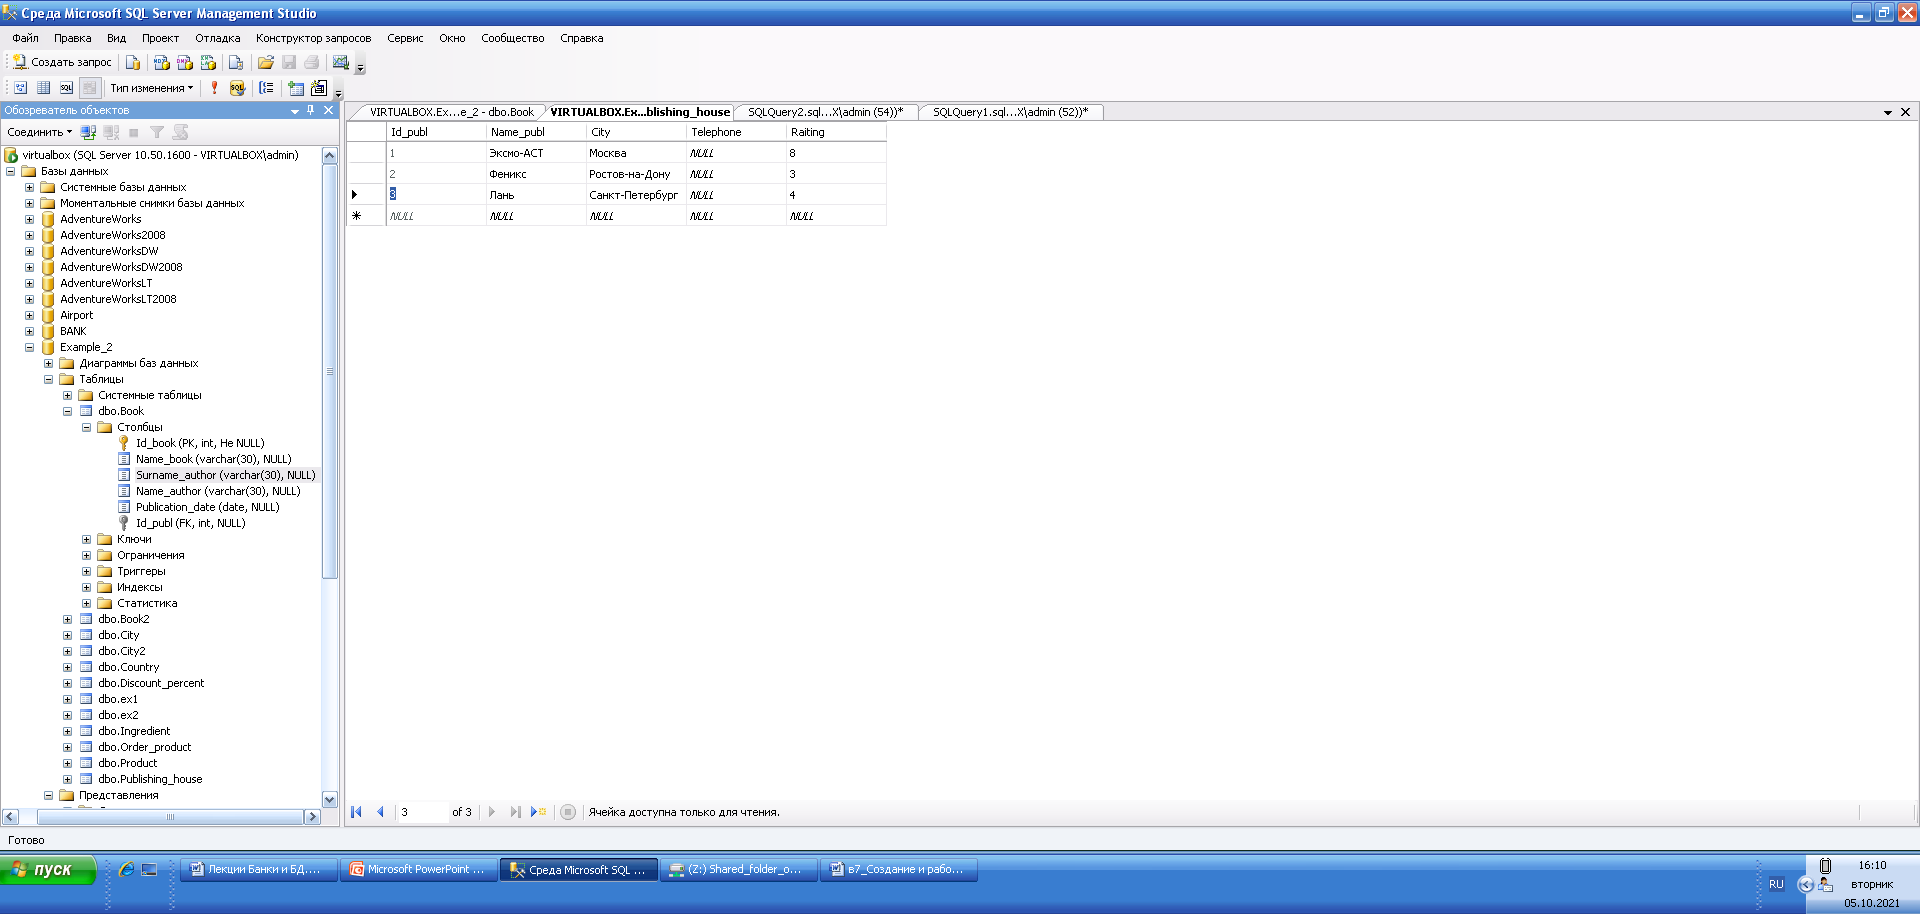 Среда Microsoft SQL Server Management Studio
Файл Правка Вид Проект Отладка Конструктор запросов Сервис Окно Сообщество Справка
Создать запрос
Тип изменения
Обозреватель объектов
Соединить
virtualbox (SQL Server 10.50.1600 - VIRTUALBOX\admin)
Базы данных
Системные базы данных
Моментальные снимки базы данных
AdventureWorks
AdventureWorks2008
AdventureWorksDW
AdventureWorksDW2008
AdventureWorksLT
AdventureWorksLT2008
Airport
BANK
Example_2
Диаграммы баз данных
Таблицы
Системные таблицы
dbo.Book
Столбцы
Id_book (PK, int, Не NULL)
Name_book (varchar(30), NULL)
Surname_author (varchar(30), NULL)
Name_author (varchar(30), NULL)
Publication_date (date, NULL)
Id_publ (FK, int, NULL)
Ключи
Ограничения
Триггеры
Индексы
Статистика
dbo.Book2
dbo.City
dbo.City2
dbo.Country
dbo.Discount_percent
dbo.ex1
dbo.ex2
dbo.Ingredient
dbo.Order_product
dbo.Product
dbo.Publishing_house
Представления
VIRTUALBOX.Ex...e_2 - dbo.Book VIRTUALBOX.Ex...blishing_house SQLQuery2.sql...X\admin (54))* SQLQuery1.sql...X\admin (52))*
Id_publ Name_publ City Telephone Raiting
1 Эксмо-АСТ Москва NULL 8
2 Феникс Ростов-на-Дону NULL 3
3 Лань Санкт-Петербург NULL 4
NULL NULL NULL NULL NULL
3 of 3 Ячейка доступна только для чтения.
Готово
пуск Лекции Банки и БД.... Microsoft PowerPoint ... Среда Microsoft SQL ... (Z:) Shared_folder_o... в7_Создание и рабо...
RU
16:10
вторник
05.10.2021